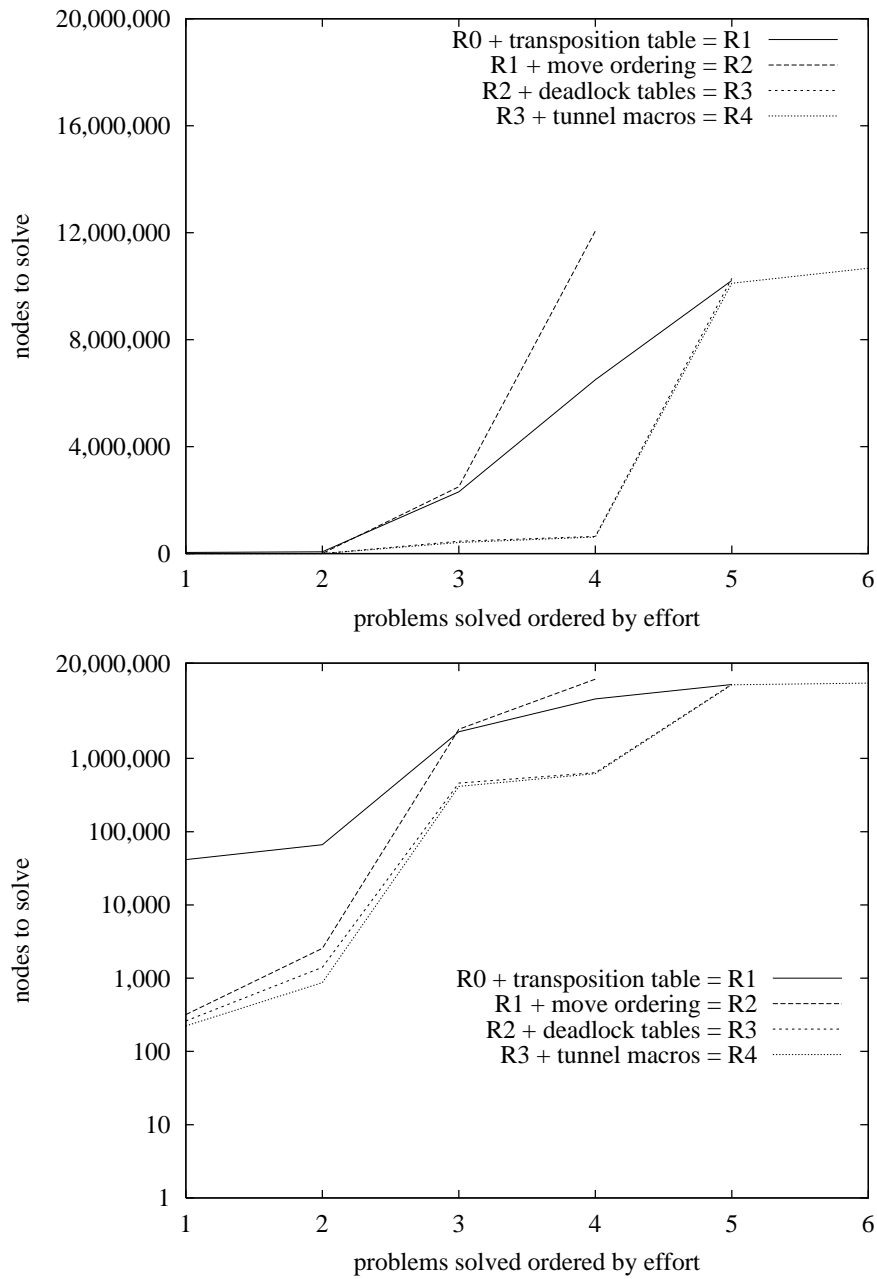 20,000,000
R0 + transposition table = R1
R1 + move ordering = R2
R2 + deadlock tables = R3
R3 + tunnel macros = R4
16,000,000
12,000,000
nodes to solve
8,000,000
4,000,000
0
1 2 3 4 5 6
problems solved ordered by effort
20,000,000
1,000,000
100,000
nodes to solve
10,000
1,000
R0 + transposition table = R1
R1 + move ordering = R2
R2 + deadlock tables = R3
R3 + tunnel macros = R4
100
10
1
1 2 3 4 5 6
problems solved ordered by effort